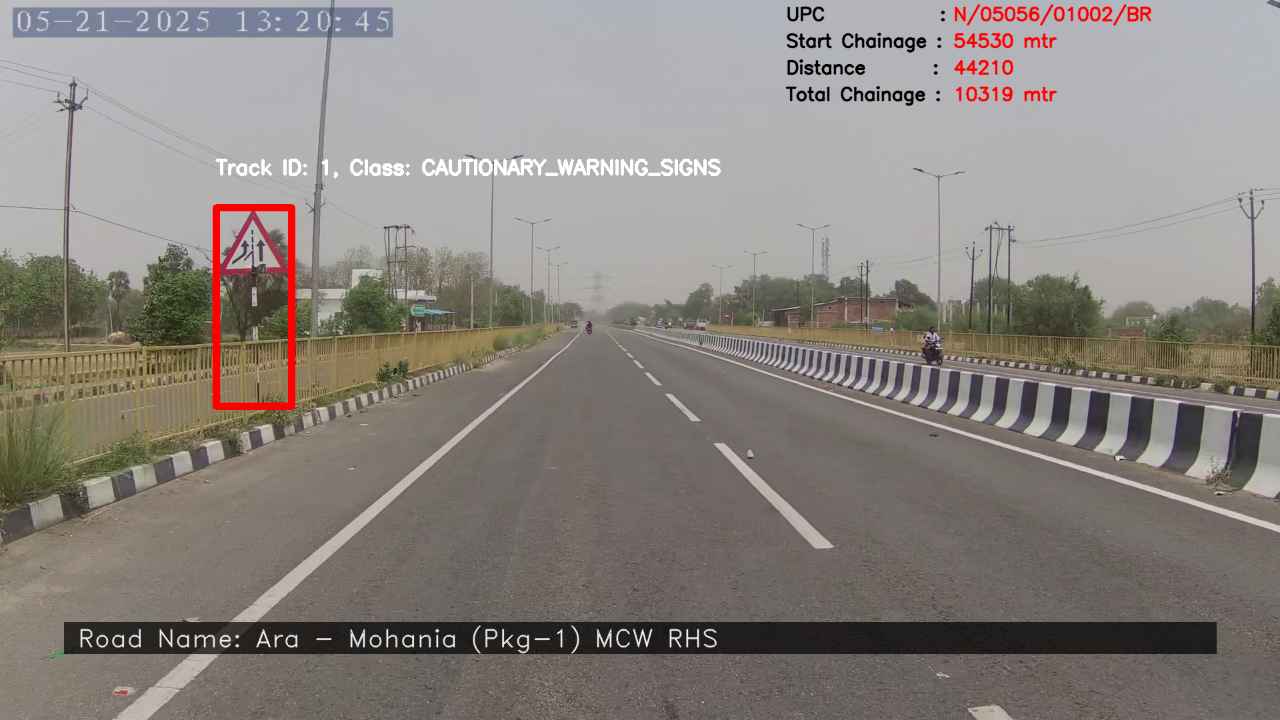 05-21-2025 13:20:45
UPC : N/05056/01002/BR
Start Chainage : 54530 mtr
Distance : 44210
Total Chainage : 10319 mtr
Track ID: 1, Class: CAUTIONARY_WARNING_SIGNS
Road Name: Ara - Mohania (Pkg-1) MCW RHS